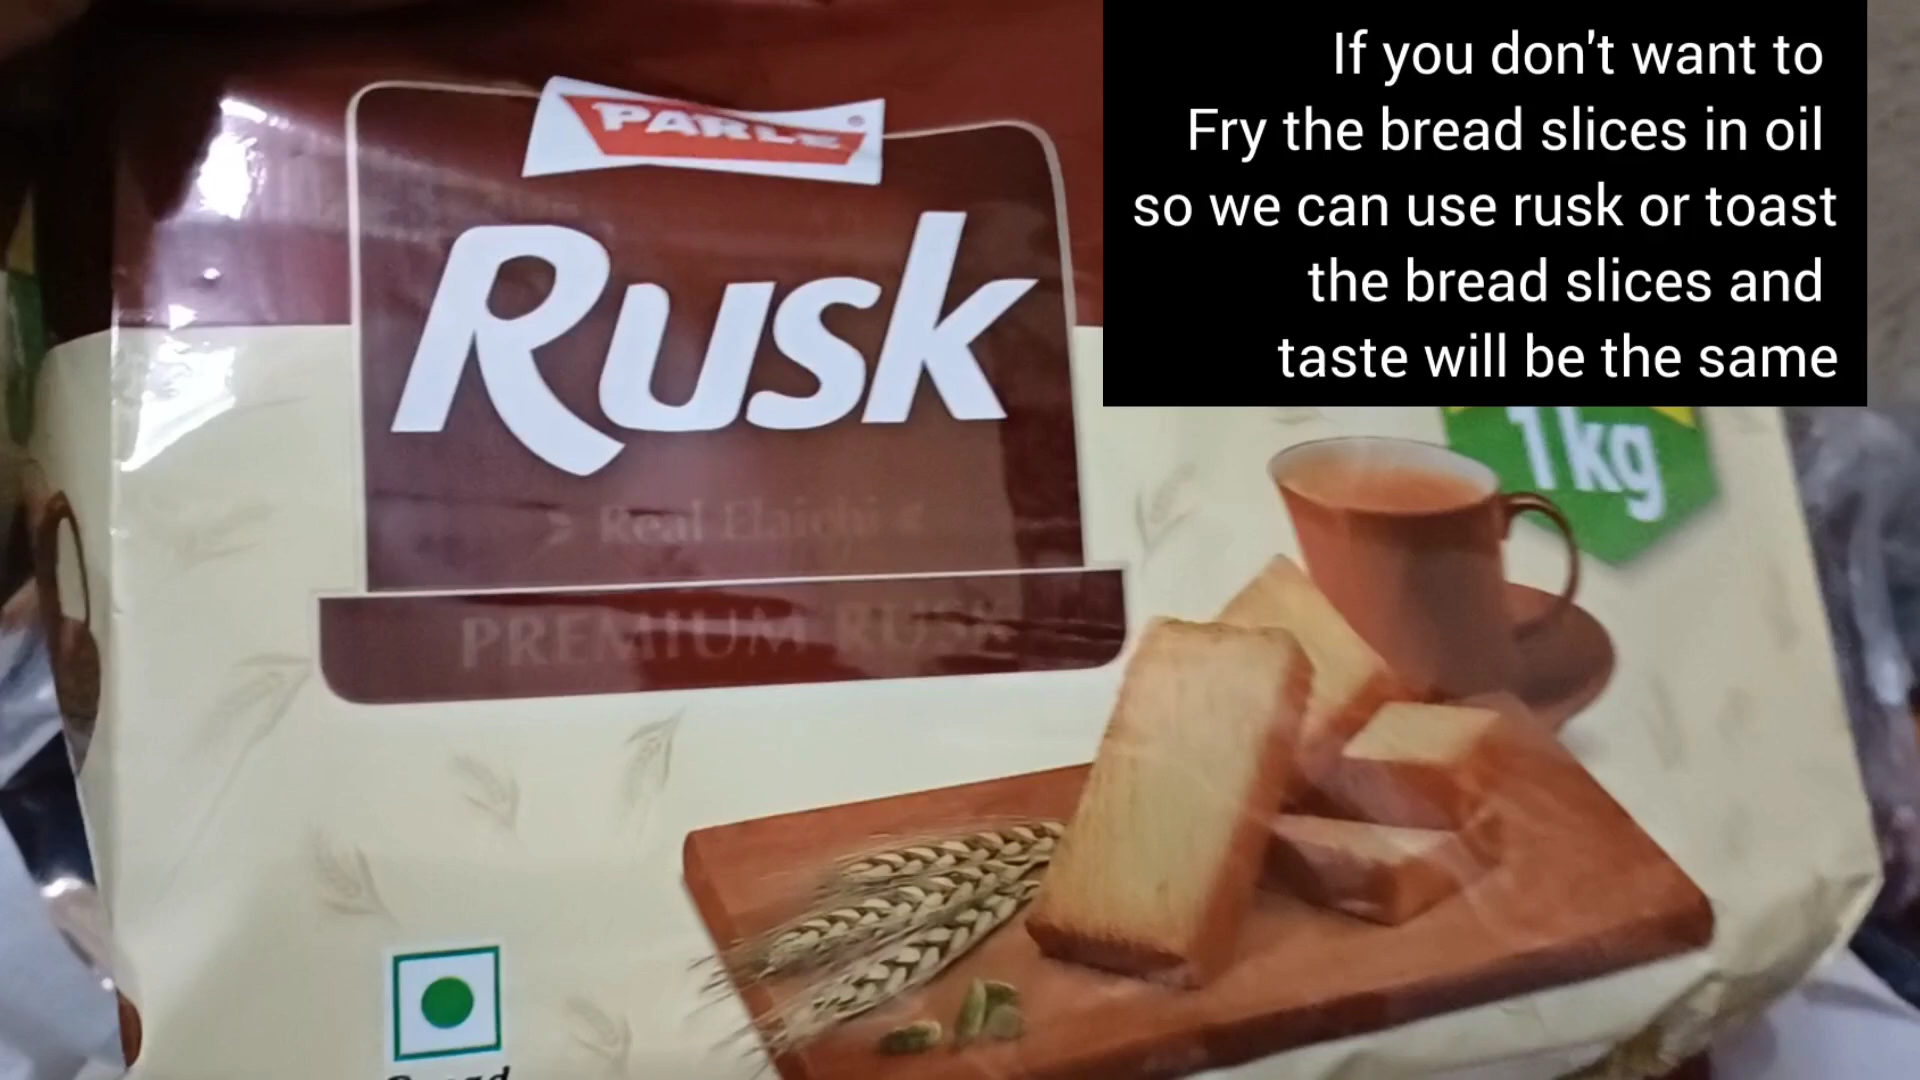 PARLE
Rusk
Real Elaichi
PREMIUM RUSK
If you don't want to
Fry the bread slices in oil
so we can use rusk or toast
the bread slices and
taste will be the same
1kg